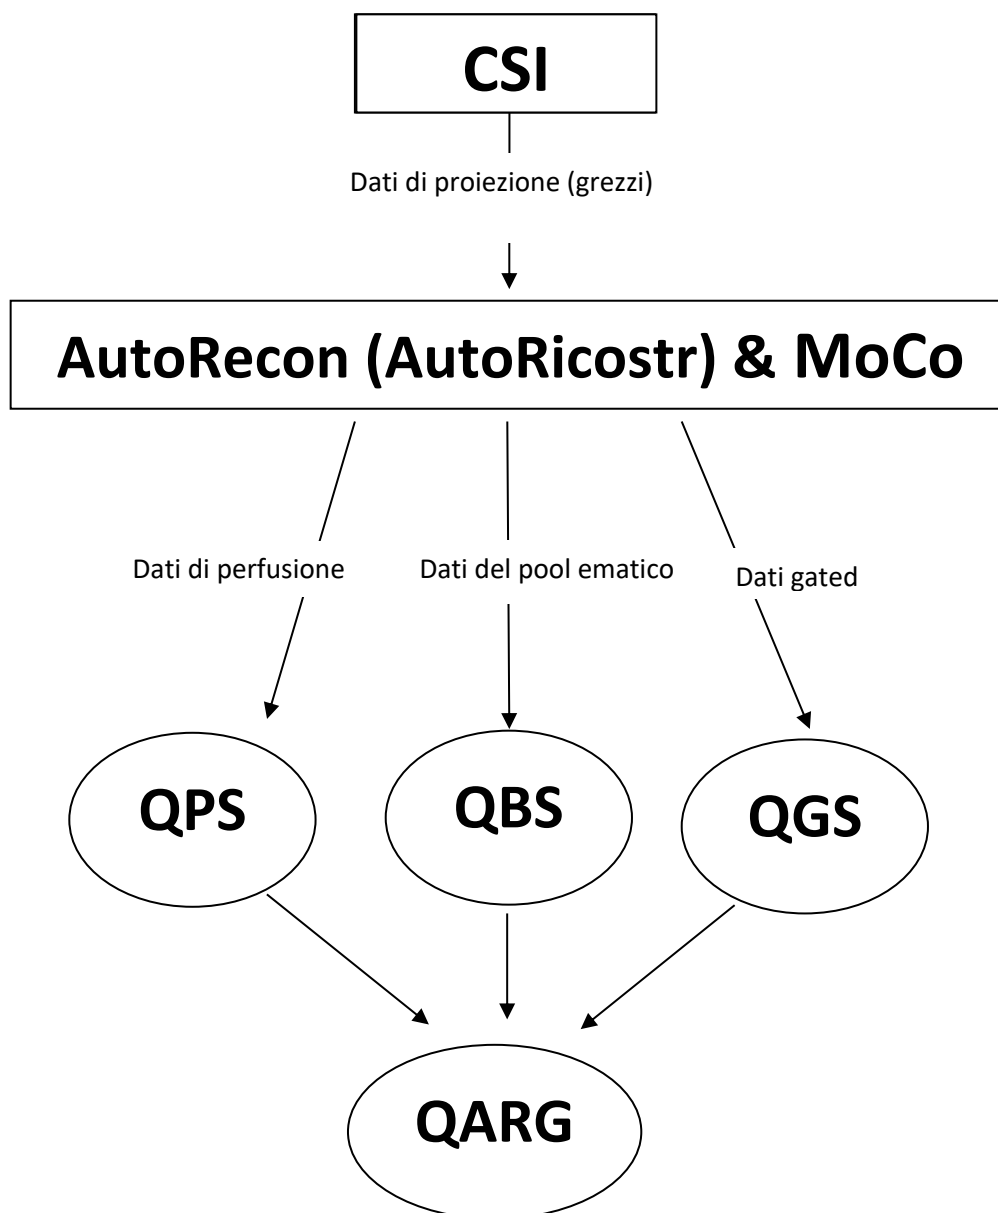 CSI
Dati di proiezione (grezzi)
AutoRecon (AutoRicostr) & MoCo
Dati di perfusione
Dati del pool ematico
Dati gated
QPS
QBS
QGS
QARG